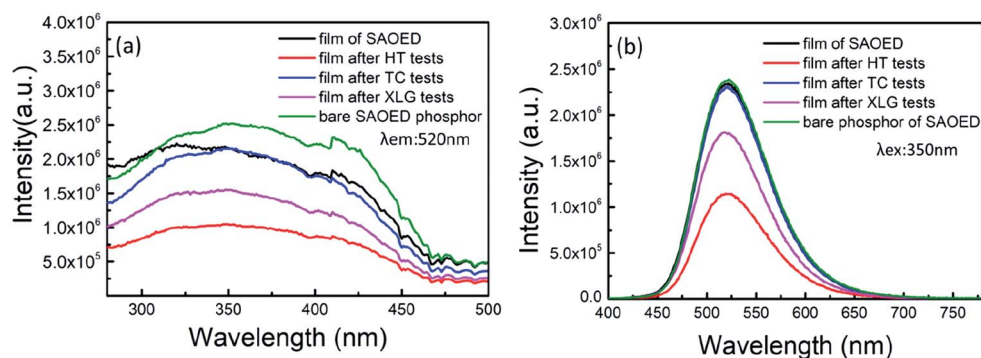 (a)
film of SAOED
film after HT tests
film after TC tests
film after XLG tests
bare SAOED phosphor
λem:520nm
4.0x10⁶
3.5x10⁶
3.0x10⁶
2.5x10⁶
2.0x10⁶
1.5x10⁶
1.0x10⁶
5.0x10⁵
Intensity(a.u.)
300 350 400 450 500
Wavelength (nm)
(b)
film of SAOED
film after HT tests
film after TC tests
film after XLG tests
bare phosphor of SAOED
λex:350nm
3.0x10⁶
2.5x10⁶
2.0x10⁶
1.5x10⁶
1.0x10⁶
5.0x10⁵
0.0
Intensity (a.u.)
400 450 500 550 600 650 700 750
Wavelength (nm)